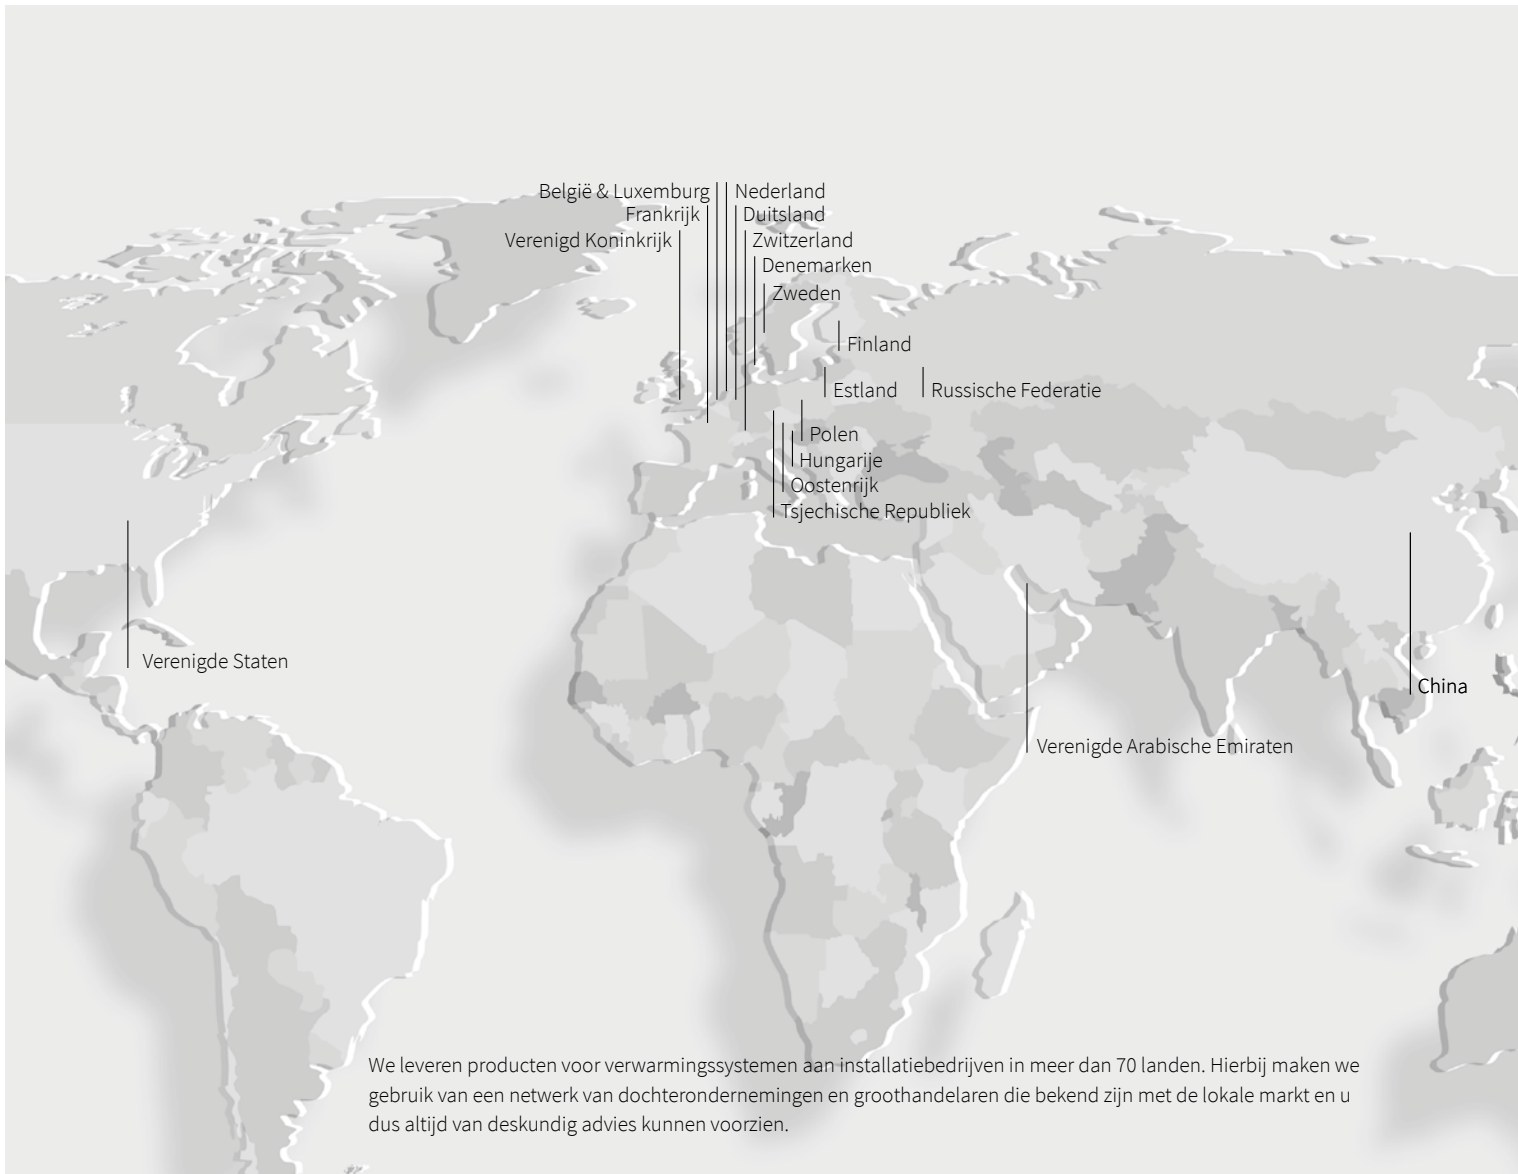 België & Luxemburg
Nederland
Frankrijk
Duitsland
Verenigd Koninkrijk
Zwitzerland
Denemarken
Zweden
Finland
Estland
Russische Federatie
Polen
Hungarije
Oostenrijk
Tsjechische Republiek
Verenigde Staten
China
Verenigde Arabische Emiraten
We leveren producten voor verwarmingssystemen aan installatiebedrijven in meer dan 70 landen. Hierbij maken we
gebruik van een netwerk van dochterondernemingen en groothandelaren die bekend zijn met de lokale markt en u
dus altijd van deskundig advies kunnen voorzien.